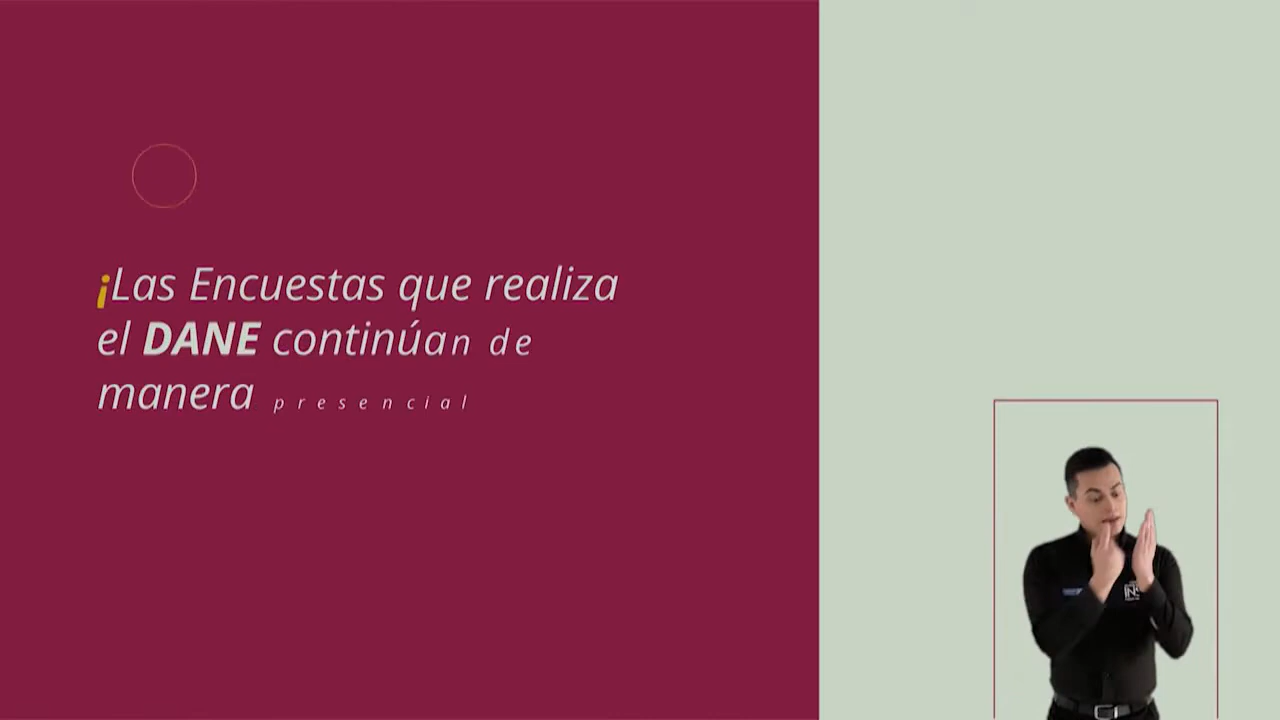 ¡Las Encuestas que realiza
el DANE continúan de
manera presencial